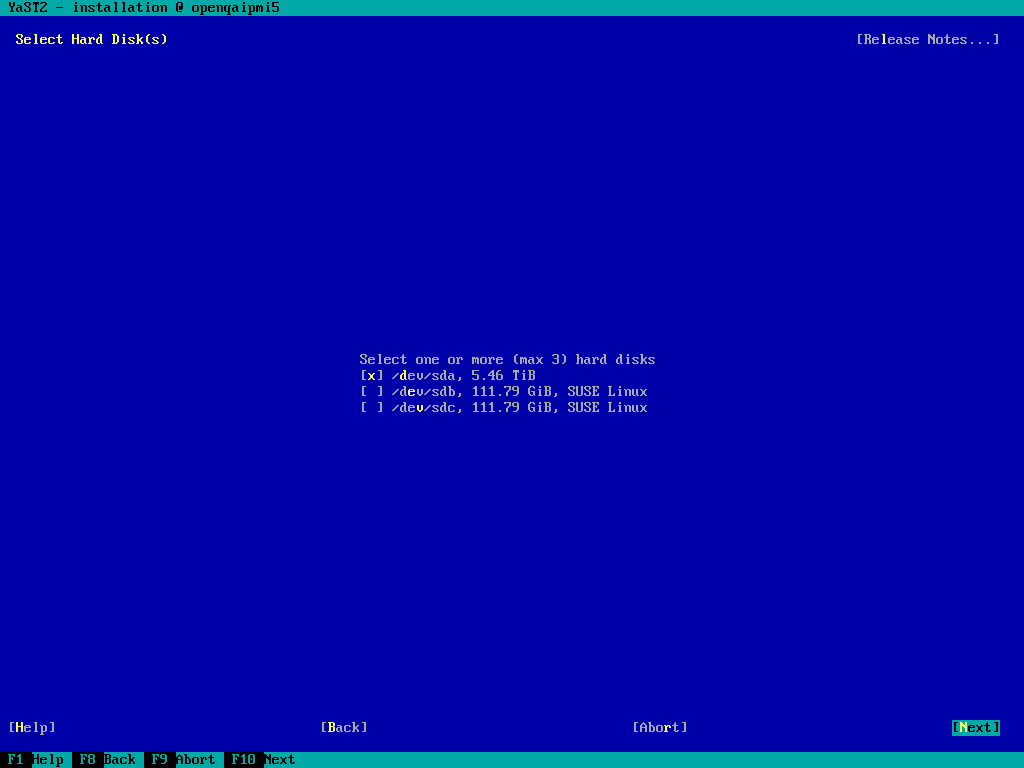 YaST2 - installation @ openqaipmi5
Select Hard Disk(s) [Release Notes...]
Select one or more (max 3) hard disks
[x] /dev/sda, 5.46 TiB
[ ] /dev/sdb, 111.79 GiB, SUSE Linux
[ ] /dev/sdc, 111.79 GiB, SUSE Linux
[Help] [Back] [Abort] [Next]
F1 Help F8 Back F9 Abort F10 Next